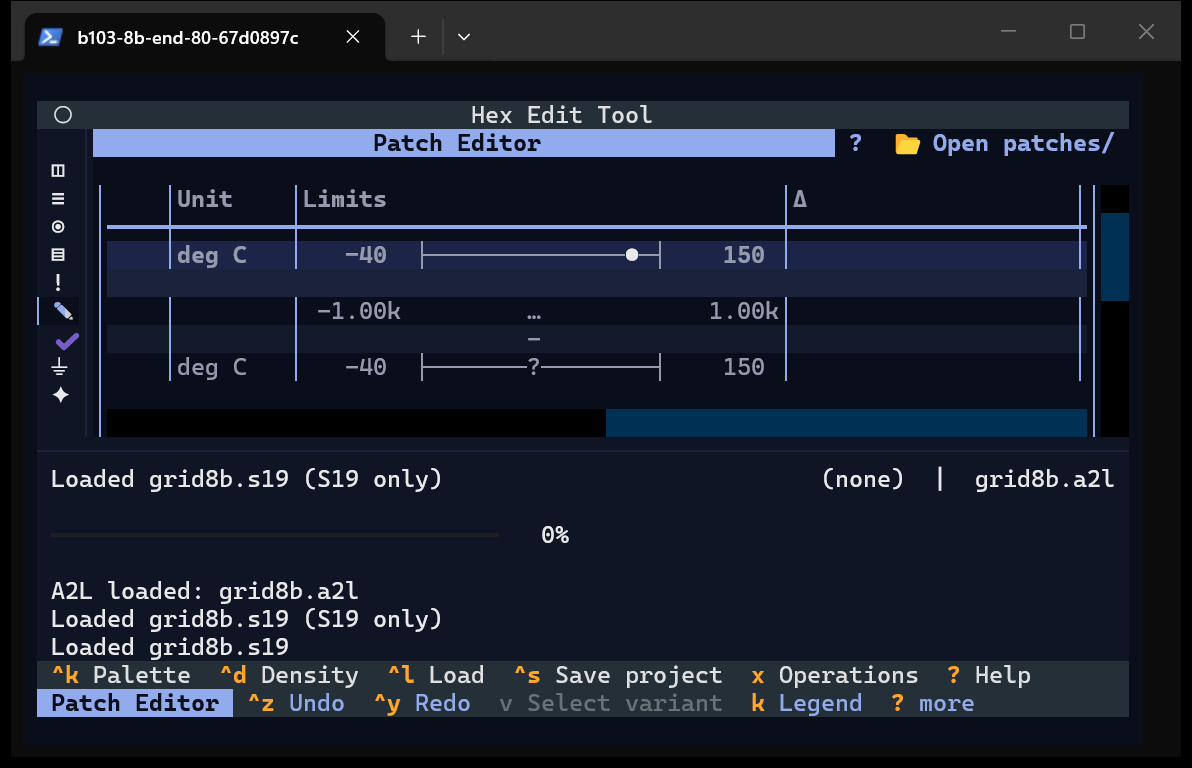 b103-8b-end-80-67d0897c
Hex Edit Tool
Patch Editor ? Open patches/
Unit Limits Δ
deg C −40 150
−1.00k … 1.00k
−
deg C −40 ? 150
!
Loaded grid8b.s19 (S19 only) (none) | grid8b.a2l
0%
A2L loaded: grid8b.a2l
Loaded grid8b.s19 (S19 only)
Loaded grid8b.s19
^k Palette ^d Density ^l Load ^s Save project x Operations ? Help
Patch Editor ^z Undo ^y Redo v Select variant k Legend ? more